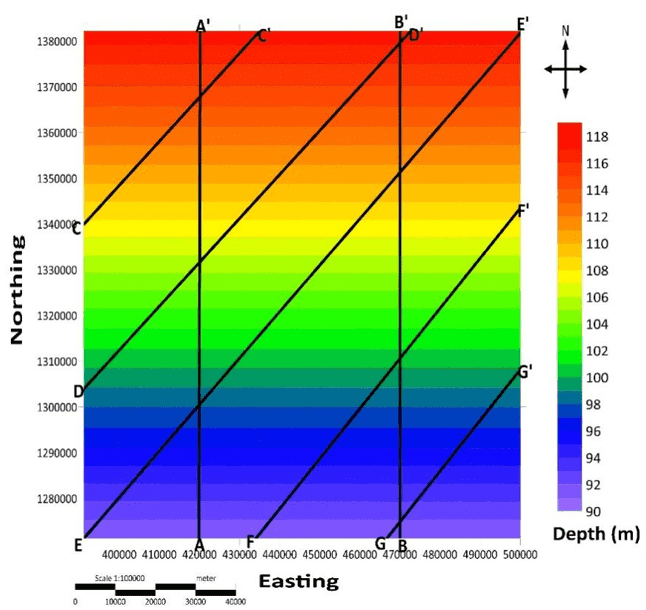 A'
B'
E'
C'
D'
N
1380000
1370000
1360000
1350000
1340000
1330000
1320000
1310000
1300000
1290000
1280000
Northing
C
D
E
F'
G'
118
116
114
112
110
108
106
104
102
100
98
96
94
92
90
Depth (m)
A
F
G
B
400000 410000 420000 430000 440000 450000 460000 470000 480000 490000 500000
Easting
Scale 1:100000 meter
0 10000 20000 30000 40000